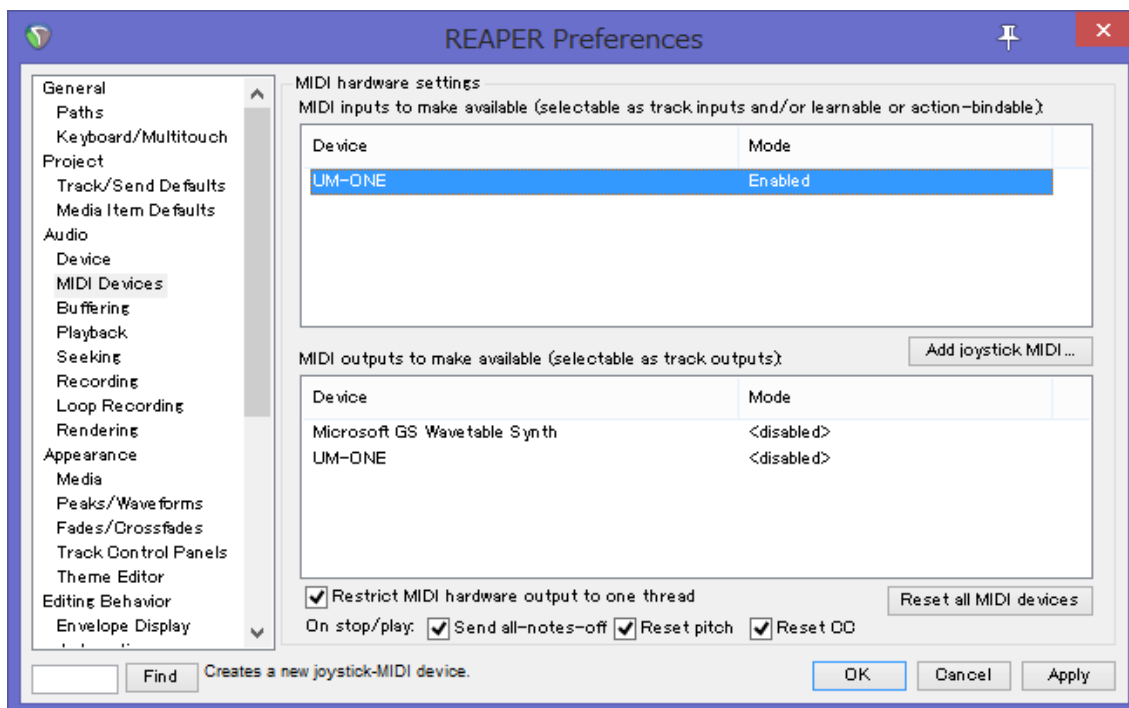 REAPER Preferences
General
Paths
Keyboard/Multitouch
Project
Track/Send Defaults
Media Item Defaults
Audio
Device
MIDI Devices
Buffering
Playback
Seeking
Recording
Loop Recording
Rendering
Appearance
Media
Peaks/Waveforms
Fades/Crossfades
Track Control Panels
Theme Editor
Editing Behavior
Envelope Display
MIDI hardware settings
MIDI inputs to make available (selectable as track inputs and/or learnable or action-bindable):
Device Mode
UM-ONE Enabled
Add joystick MIDI...
MIDI outputs to make available (selectable as track outputs):
Device Mode
Microsoft GS Wavetable Synth <disabled>
UM-ONE <disabled>
Restrict MIDI hardware output to one thread
Reset all MIDI devices
On stop/play: Send all-notes-off Reset pitch Reset CC
Find Creates a new joystick-MIDI device. OK Cancel Apply